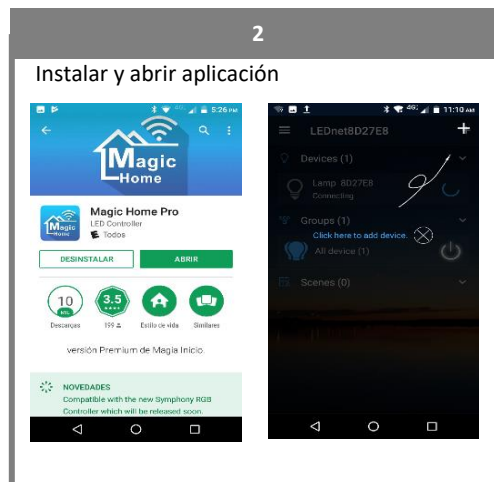 2
Instalar y abrir aplicación
4G 5:26 PM
Magic
Home
Magic Home Pro
LED Controller
Todos
DESINSTALAR
ABRIR
10
MIL
3.5
Descargas
199
Estilo de vida
Similares
versión Premium de Magia Inicio.
NOVEDADES
Compatible with the new Symphony RGB
Controller which will be released soon.
4G 11:10 AM
LEDnet8D27E8
Devices (1)
Lamp 8D27E8
Connecting
Groups (1)
Click here to add device.
All device (1)
Scenes (0)